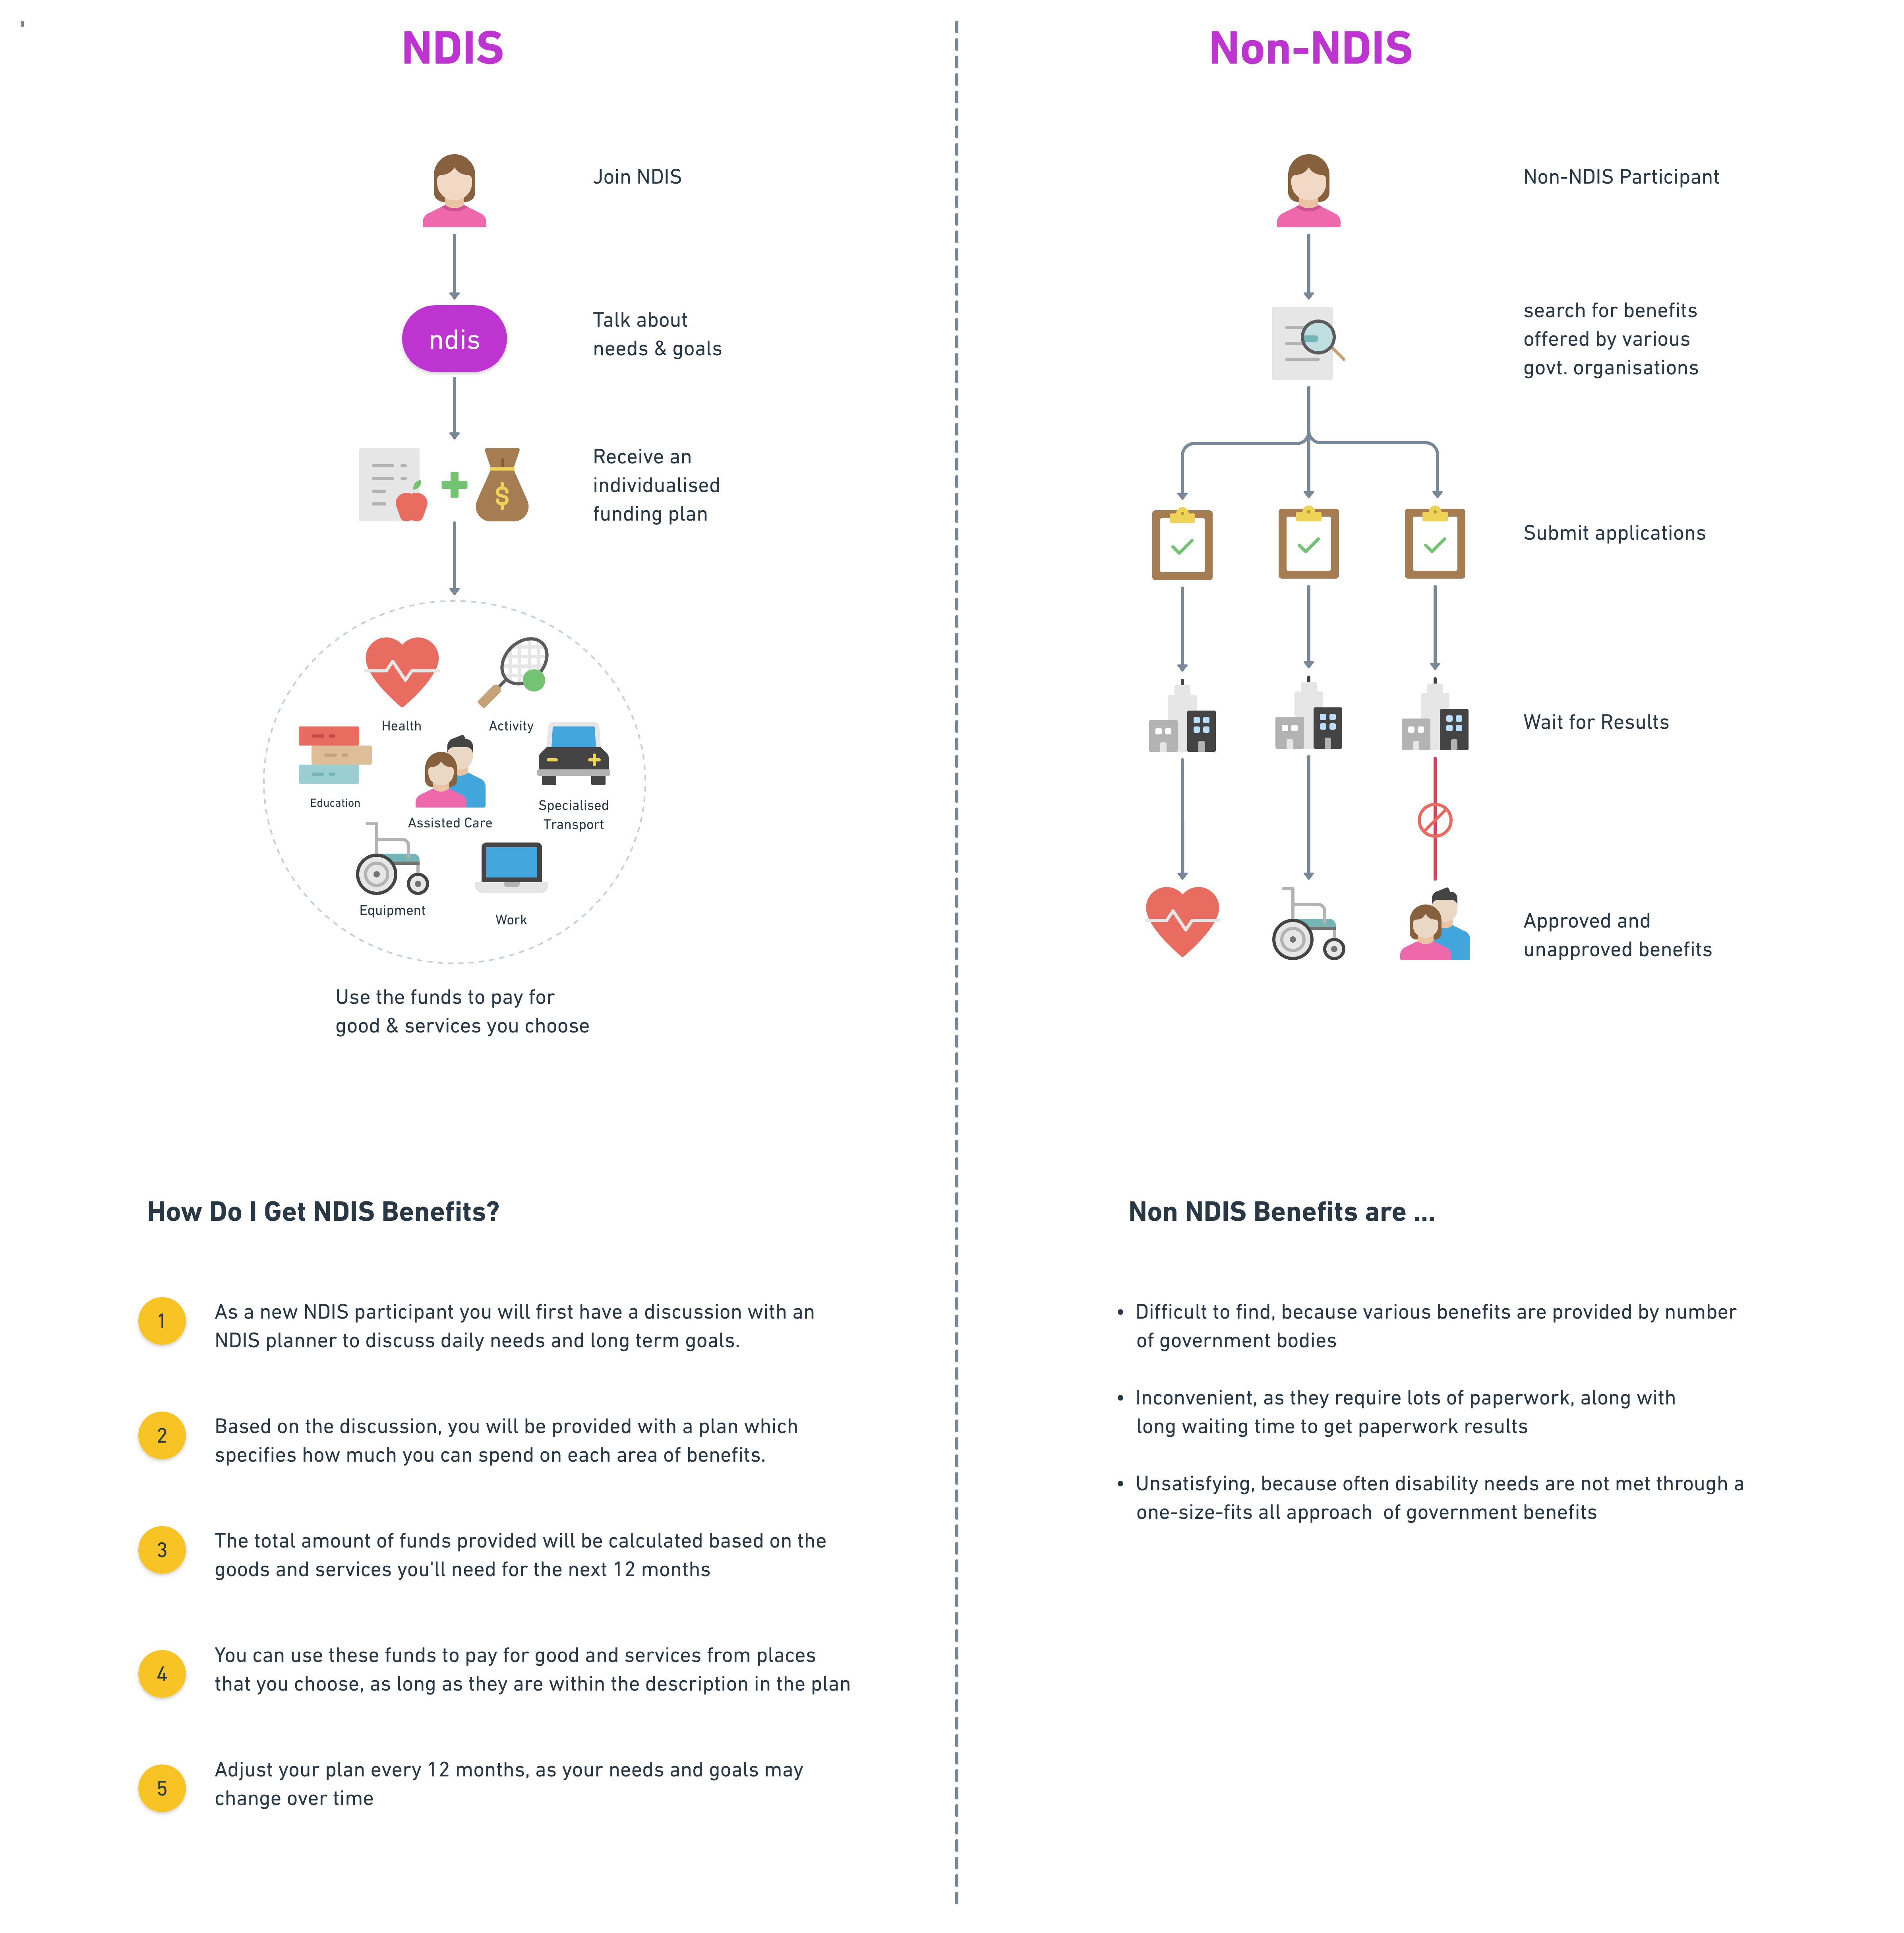 NDIS
Join NDIS
ndis
Talk about
needs & goals
Receive an
individualised
funding plan
$
Health
Activity
Education
Assisted Care
Specialised
Transport
Equipment
Work
Use the funds to pay for
good & services you choose
How Do I Get NDIS Benefits?
1
As a new NDIS participant you will first have a discussion with an
NDIS planner to discuss daily needs and long term goals.
2
Based on the discussion, you will be provided with a plan which
specifies how much you can spend on each area of benefits.
3
The total amount of funds provided will be calculated based on the
goods and services you'll need for the next 12 months
4
You can use these funds to pay for good and services from places
that you choose, as long as they are within the description in the plan
5
Adjust your plan every 12 months, as your needs and goals may
change over time
Non-NDIS
Non-NDIS Participant
search for benefits
offered by various
govt. organisations
Submit applications
Wait for Results
Approved and
unapproved benefits
Non NDIS Benefits are ...
• Difficult to find, because various benefits are provided by number
of government bodies
• Inconvenient, as they require lots of paperwork, along with
long waiting time to get paperwork results
• Unsatisfying, because often disability needs are not met through a
one-size-fits all approach of government benefits